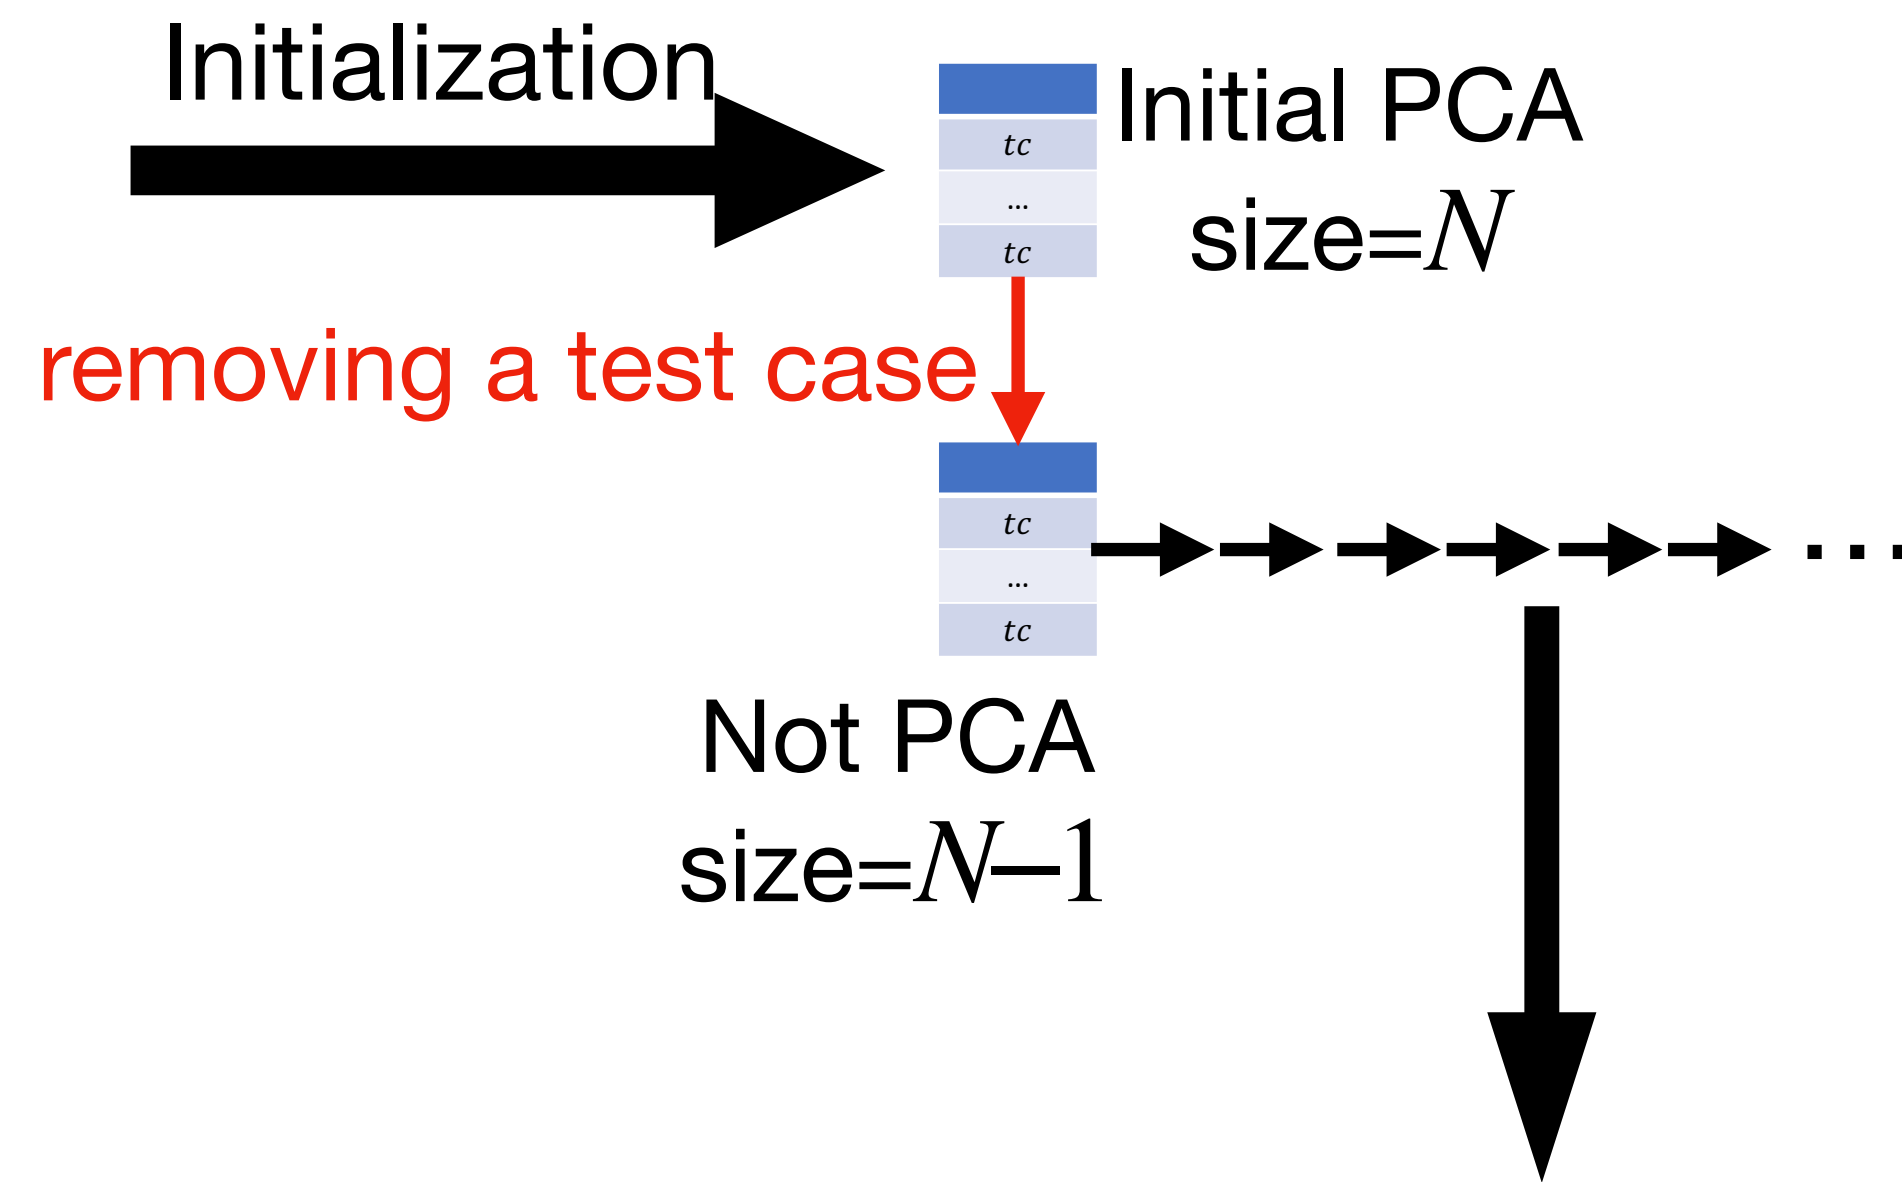 Initialization
Initial PCA
size=N
tc
...
tc
removing a test case
tc
...
tc
...
Not PCA
size=N–1